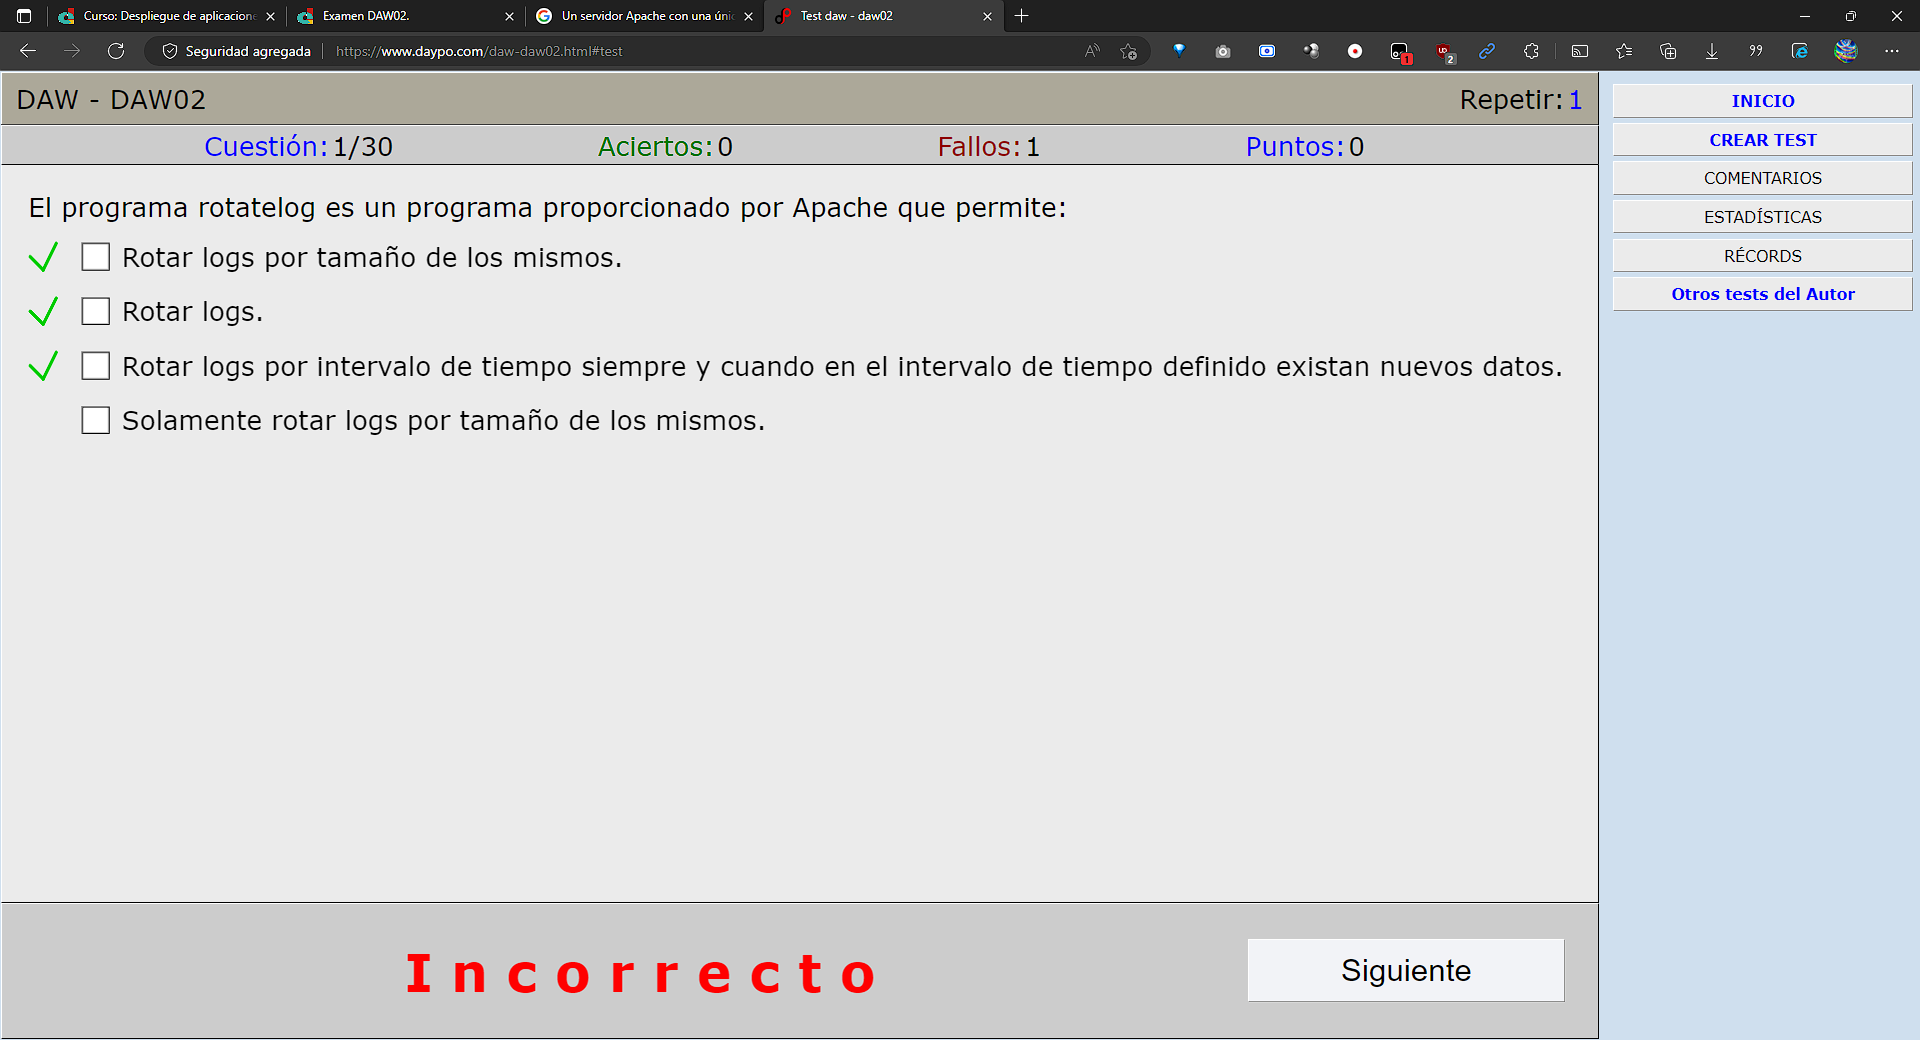 Curso: Despliegue de aplicacione
Examen DAW02.
Un servidor Apache con una únic
Test daw - daw02
Seguridad agregada
https://www.daypo.com/daw-daw02.html#test
1
2
DAW - DAW02
Repetir: 1
Cuestión: 1/30
Aciertos: 0
Fallos: 1
Puntos: 0
El programa rotatelog es un programa proporcionado por Apache que permite:
Rotar logs por tamaño de los mismos.
Rotar logs.
Rotar logs por intervalo de tiempo siempre y cuando en el intervalo de tiempo definido existan nuevos datos.
Solamente rotar logs por tamaño de los mismos.
Incorrecto
Siguiente
INICIO
CREAR TEST
COMENTARIOS
ESTADÍSTICAS
RÉCORDS
Otros tests del Autor